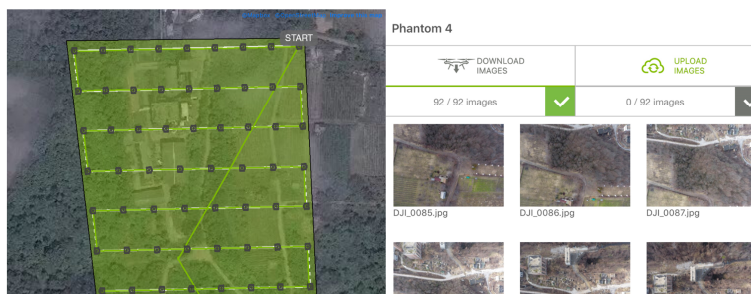 START
Phantom 4
DOWNLOAD
IMAGES
UPLOAD
IMAGES
92 / 92 images
0 / 92 images
DJI_0085.jpg
DJI_0086.jpg
DJI_0087.jpg